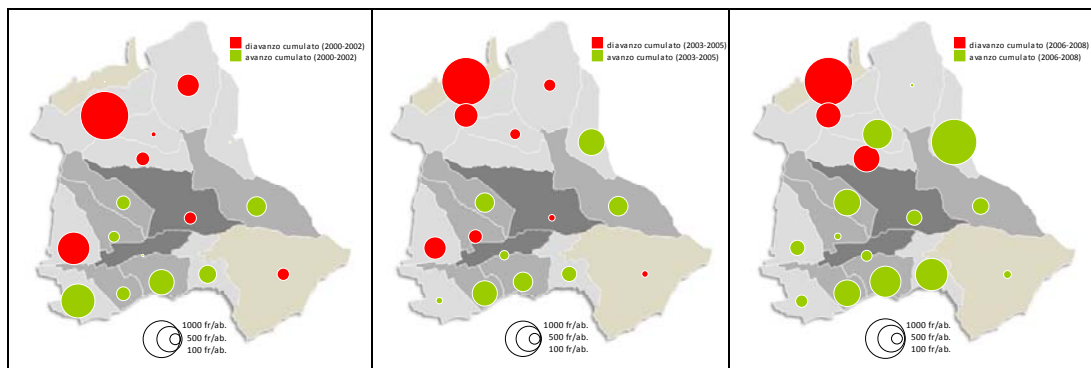 diavanzo cumulato (2000-2002)
avanzo cumulato (2000-2002)
1000 fr/ab.
500 fr/ab.
100 fr/ab.
diavanzo cumulato (2003-2005)
avanzo cumulato (2003-2005)
1000 fr/ab.
500 fr/ab.
100 fr/ab.
diavanzo cumulato (2006-2008)
avanzo cumulato (2006-2008)
1000 fr/ab.
500 fr/ab.
100 fr/ab.